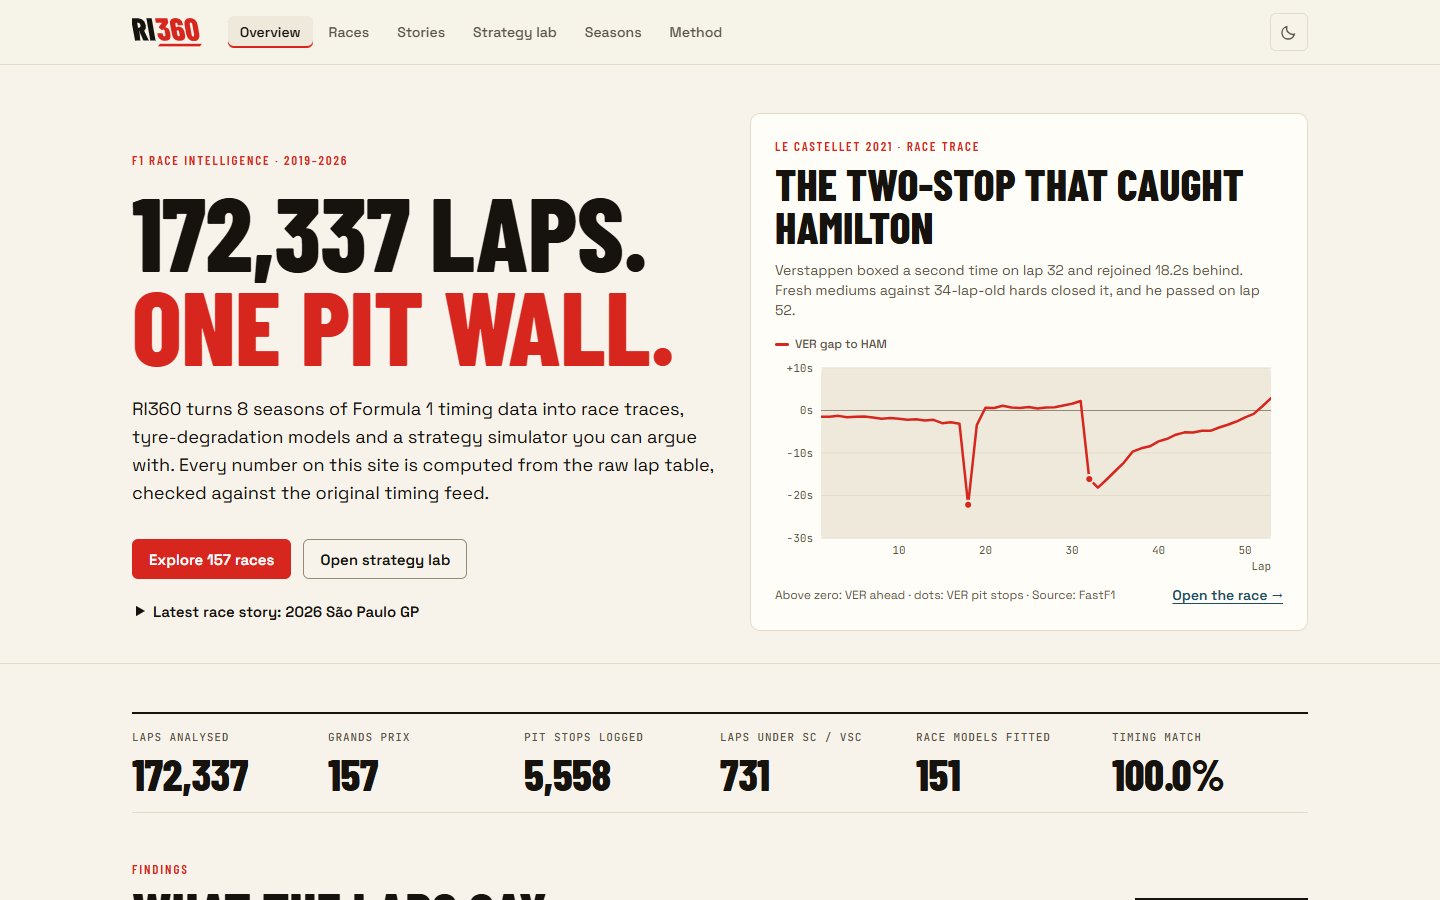 RI360
Overview
Races
Stories
Strategy lab
Seasons
Method
F1 RACE INTELLIGENCE · 2019–2026
172,337 LAPS.
ONE PIT WALL.
RI360 turns 8 seasons of Formula 1 timing data into race traces,
tyre-degradation models and a strategy simulator you can argue
with. Every number on this site is computed from the raw lap table,
checked against the original timing feed.
Explore 157 races
Open strategy lab
▶ Latest race story: 2026 São Paulo GP
LE CASTELLET 2021 · RACE TRACE
THE TWO-STOP THAT CAUGHT
HAMILTON
Verstappen boxed a second time on lap 32 and rejoined 18.2s behind.
Fresh mediums against 34-lap-old hards closed it, and he passed on lap
52.
VER gap to HAM
+10s
0s
-10s
-20s
-30s
10
20
30
40
50
Lap
Above zero: VER ahead · dots: VER pit stops · Source: FastF1
Open the race →
LAPS ANALYSED
172,337
GRANDS PRIX
157
PIT STOPS LOGGED
5,558
LAPS UNDER SC / VSC
731
RACE MODELS FITTED
151
TIMING MATCH
100.0%
FINDINGS
WHAT THE LAPS SAY